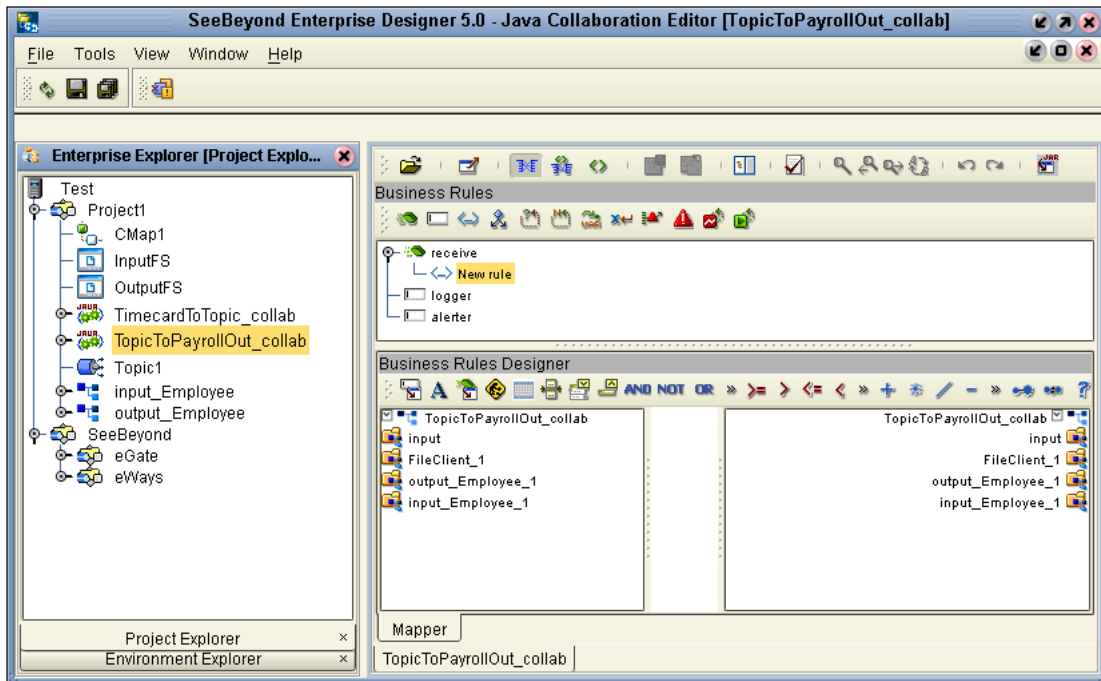 SeeBeyond Enterprise Designer 5.0 - Java Collaboration Editor [TopicToPayrollOut_collab]
File Tools View Window Help
Enterprise Explorer [Project Explo...
Test
Project1
CMap1
InputFS
OutputFS
TimecardToTopic_collab
TopicToPayrollOut_collab
Topic1
input_Employee
output_Employee
SeeBeyond
eGate
eWays
Project Explorer ×
Environment Explorer ×
Business Rules
receive
New rule
logger
alerter
Business Rules Designer
AND NOT OR » >= > <= < » + * / - » ?
TopicToPayrollOut_collab
input
FileClient_1
output_Employee_1
input_Employee_1
TopicToPayrollOut_collab
input
FileClient_1
output_Employee_1
input_Employee_1
Mapper
TopicToPayrollOut_collab